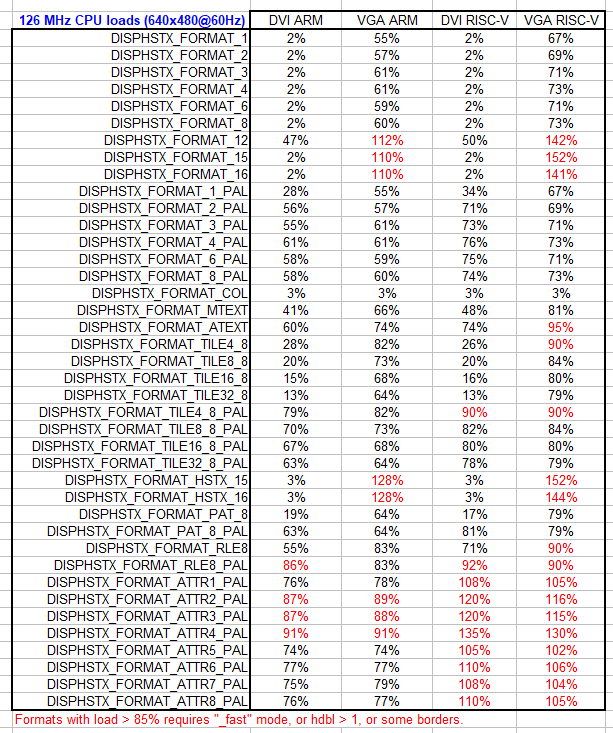 126 MHz CPU loads (640x480@60Hz) DVI ARM VGA ARM DVI RISC-V VGA RISC-V
DISPHSTX_FORMAT_1 2% 55% 2% 67%
DISPHSTX_FORMAT_2 2% 57% 2% 69%
DISPHSTX_FORMAT_3 2% 61% 2% 71%
DISPHSTX_FORMAT_4 2% 61% 2% 73%
DISPHSTX_FORMAT_6 2% 59% 2% 71%
DISPHSTX_FORMAT_8 2% 60% 2% 73%
DISPHSTX_FORMAT_12 47% 112% 50% 142%
DISPHSTX_FORMAT_15 2% 110% 2% 152%
DISPHSTX_FORMAT_16 2% 110% 2% 141%
DISPHSTX_FORMAT_1_PAL 28% 55% 34% 67%
DISPHSTX_FORMAT_2_PAL 56% 57% 71% 69%
DISPHSTX_FORMAT_3_PAL 55% 61% 73% 71%
DISPHSTX_FORMAT_4_PAL 61% 61% 76% 73%
DISPHSTX_FORMAT_6_PAL 58% 59% 75% 71%
DISPHSTX_FORMAT_8_PAL 58% 60% 74% 73%
DISPHSTX_FORMAT_COL 3% 3% 3% 3%
DISPHSTX_FORMAT_MTEXT 41% 66% 48% 81%
DISPHSTX_FORMAT_ATEXT 60% 74% 74% 95%
DISPHSTX_FORMAT_TILE4_8 28% 82% 26% 90%
DISPHSTX_FORMAT_TILE8_8 20% 73% 20% 84%
DISPHSTX_FORMAT_TILE16_8 15% 68% 16% 80%
DISPHSTX_FORMAT_TILE32_8 13% 64% 13% 79%
DISPHSTX_FORMAT_TILE4_8_PAL 79% 82% 90% 90%
DISPHSTX_FORMAT_TILE8_8_PAL 70% 73% 82% 84%
DISPHSTX_FORMAT_TILE16_8_PAL 67% 68% 80% 80%
DISPHSTX_FORMAT_TILE32_8_PAL 63% 64% 78% 79%
DISPHSTX_FORMAT_HSTX_15 3% 128% 3% 152%
DISPHSTX_FORMAT_HSTX_16 3% 128% 3% 144%
DISPHSTX_FORMAT_PAT_8 19% 64% 17% 79%
DISPHSTX_FORMAT_PAT_8_PAL 63% 64% 81% 79%
DISPHSTX_FORMAT_RLE8 55% 83% 71% 90%
DISPHSTX_FORMAT_RLE8_PAL 86% 83% 92% 90%
DISPHSTX_FORMAT_ATTR1_PAL 76% 78% 108% 105%
DISPHSTX_FORMAT_ATTR2_PAL 87% 89% 120% 116%
DISPHSTX_FORMAT_ATTR3_PAL 87% 88% 120% 115%
DISPHSTX_FORMAT_ATTR4_PAL 91% 91% 135% 130%
DISPHSTX_FORMAT_ATTR5_PAL 74% 74% 105% 102%
DISPHSTX_FORMAT_ATTR6_PAL 77% 77% 110% 106%
DISPHSTX_FORMAT_ATTR7_PAL 75% 79% 108% 104%
DISPHSTX_FORMAT_ATTR8_PAL 76% 77% 110% 105%
Formats with load > 85% requires "_fast" mode, or hdbl > 1, or some borders.